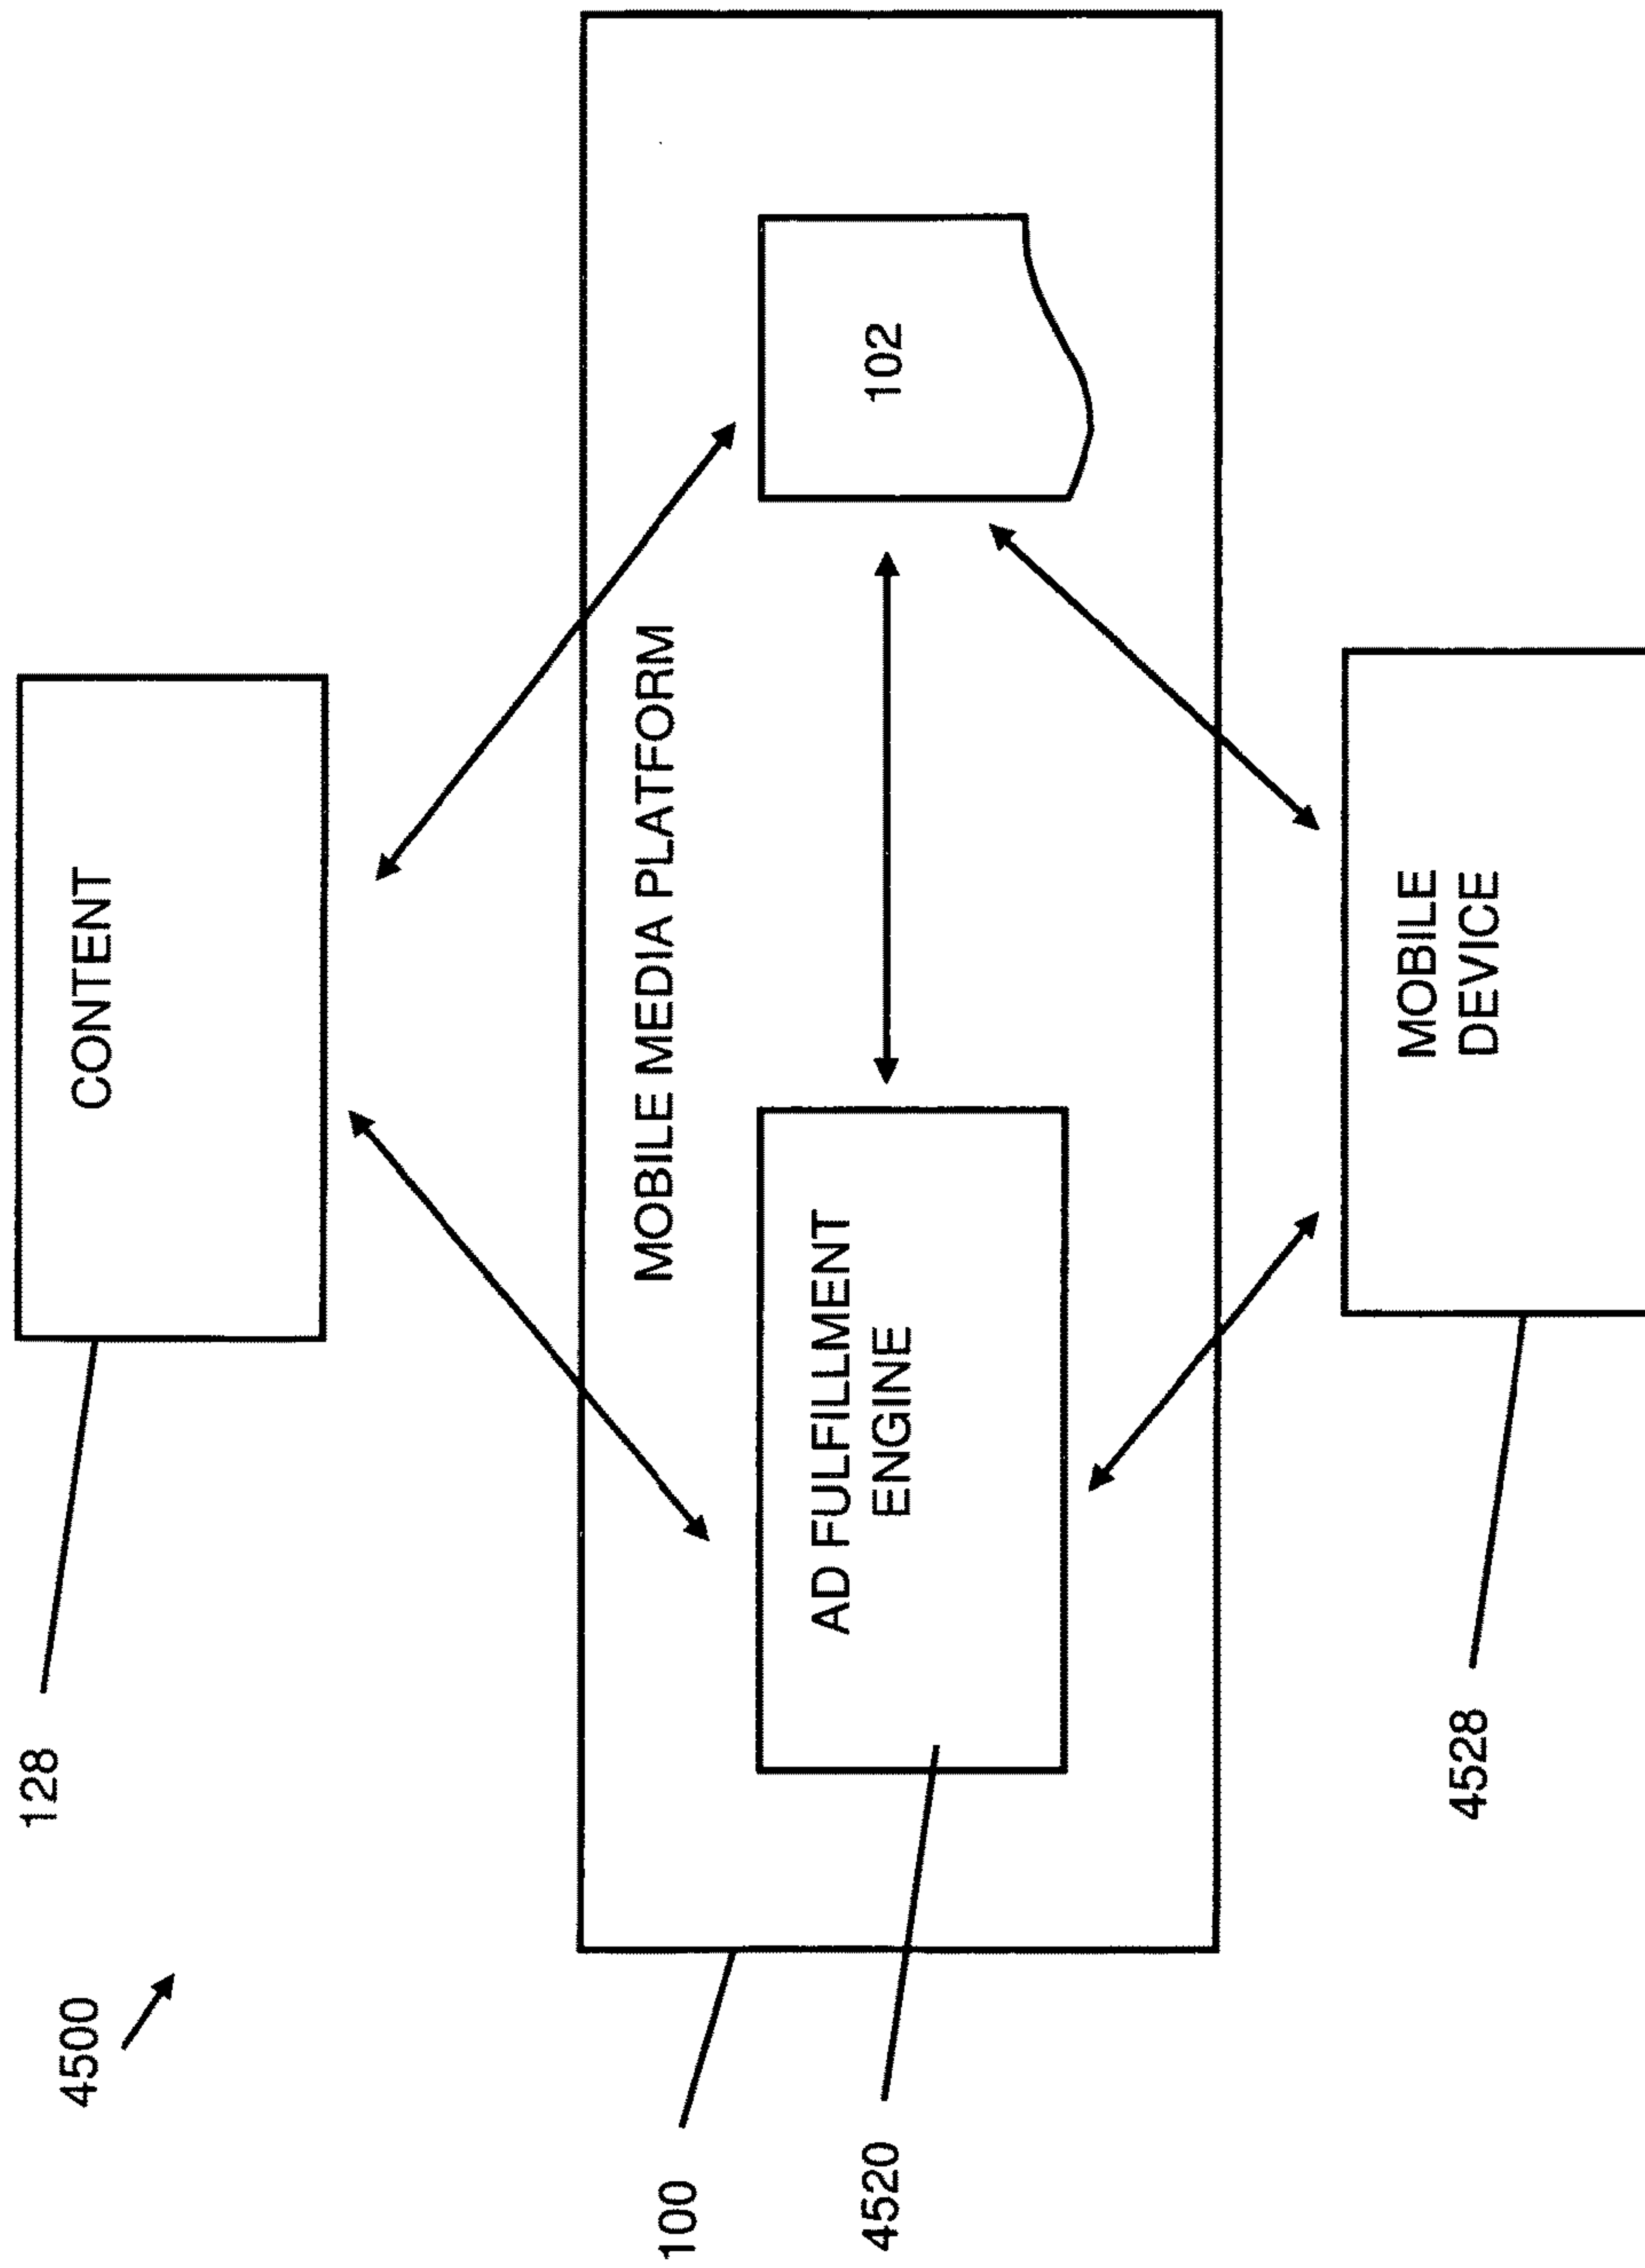 4500
128
CONTENT
100
MOBILE MEDIA PLATFORM
4520
AD FULFILLMENT
ENGINE
102
4528
MOBILE
DEVICE